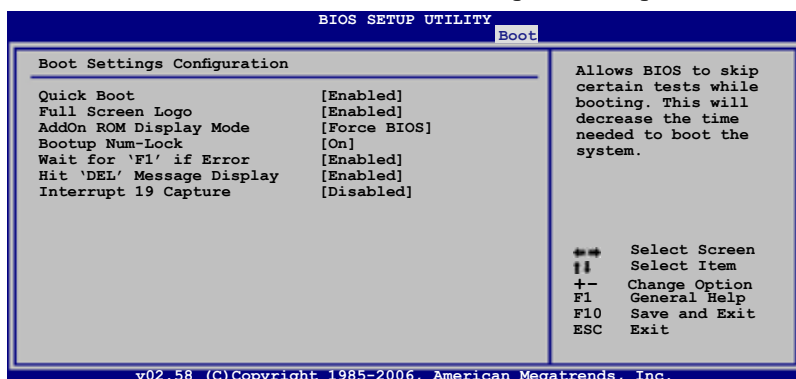 BIOS SETUP UTILITY
Boot
Boot Settings Configuration
Quick Boot [Enabled]
Full Screen Logo [Enabled]
AddOn ROM Display Mode [Force BIOS]
Bootup Num-Lock [On]
Wait for ‘F1’ if Error [Enabled]
Hit ‘DEL’ Message Display [Enabled]
Interrupt 19 Capture [Disabled]
Allows BIOS to skip
certain tests while
booting. This will
decrease the time
needed to boot the
system.
←→ Select Screen
↑↓ Select Item
+- Change Option
F1 General Help
F10 Save and Exit
ESC Exit
v02.58 (C)Copyright 1985-2006, American Megatrends, Inc.